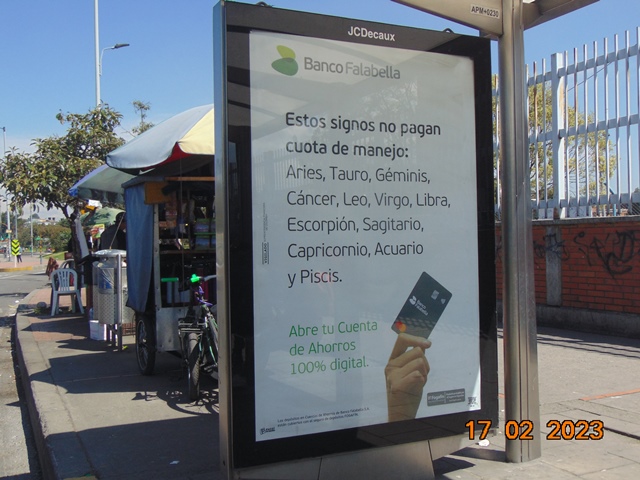 APM+0230
JCDecaux
Banco Falabella
Estos signos no pagan
cuota de manejo:
Aries, Tauro, Géminis,
Cáncer, Leo, Virgo, Libra,
Escorpión, Sagitario,
Capricornio, Acuario
y Piscis.
Abre tu Cuenta
de Ahorros
100% digital.
17 02 2023